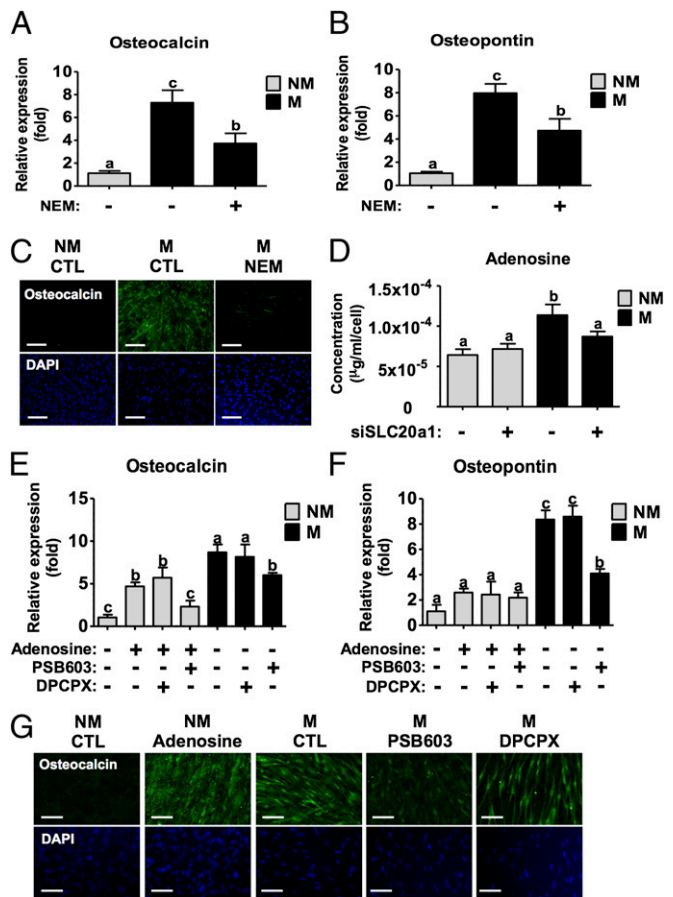 A
Osteocalcin
Relative expression
(fold)
10
8
6
4
2
0
a
c
b
NM
M
NEM: - - +
B
Osteopontin
Relative expression
(fold)
10
8
6
4
2
0
a
c
b
NM
M
NEM: - - +
C
NM
CTL
M
CTL
M
NEM
Osteocalcin
DAPI
D
Adenosine
Concentration
(µg/ml/cell)
1.5x10-4
1.0x10-4
5x10-5
0
a
a
b
a
NM
M
siSLC20a1: - + - +
E
Osteocalcin
Relative expression
(fold)
15
10
5
0
c
b
b
c
a
a
b
NM
M
Adenosine: - + + + - - -
PSB603: - - - + - - +
DPCPX: - - + - - + -
F
Osteopontin
Relative expression
(fold)
10
8
6
4
2
0
a
a
a
a
c
c
b
NM
M
Adenosine: - + + + - - -
PSB603: - - - + - - +
DPCPX: - - + - - + -
G
NM
CTL
NM
Adenosine
M
CTL
M
PSB603
M
DPCPX
Osteocalcin
DAPI